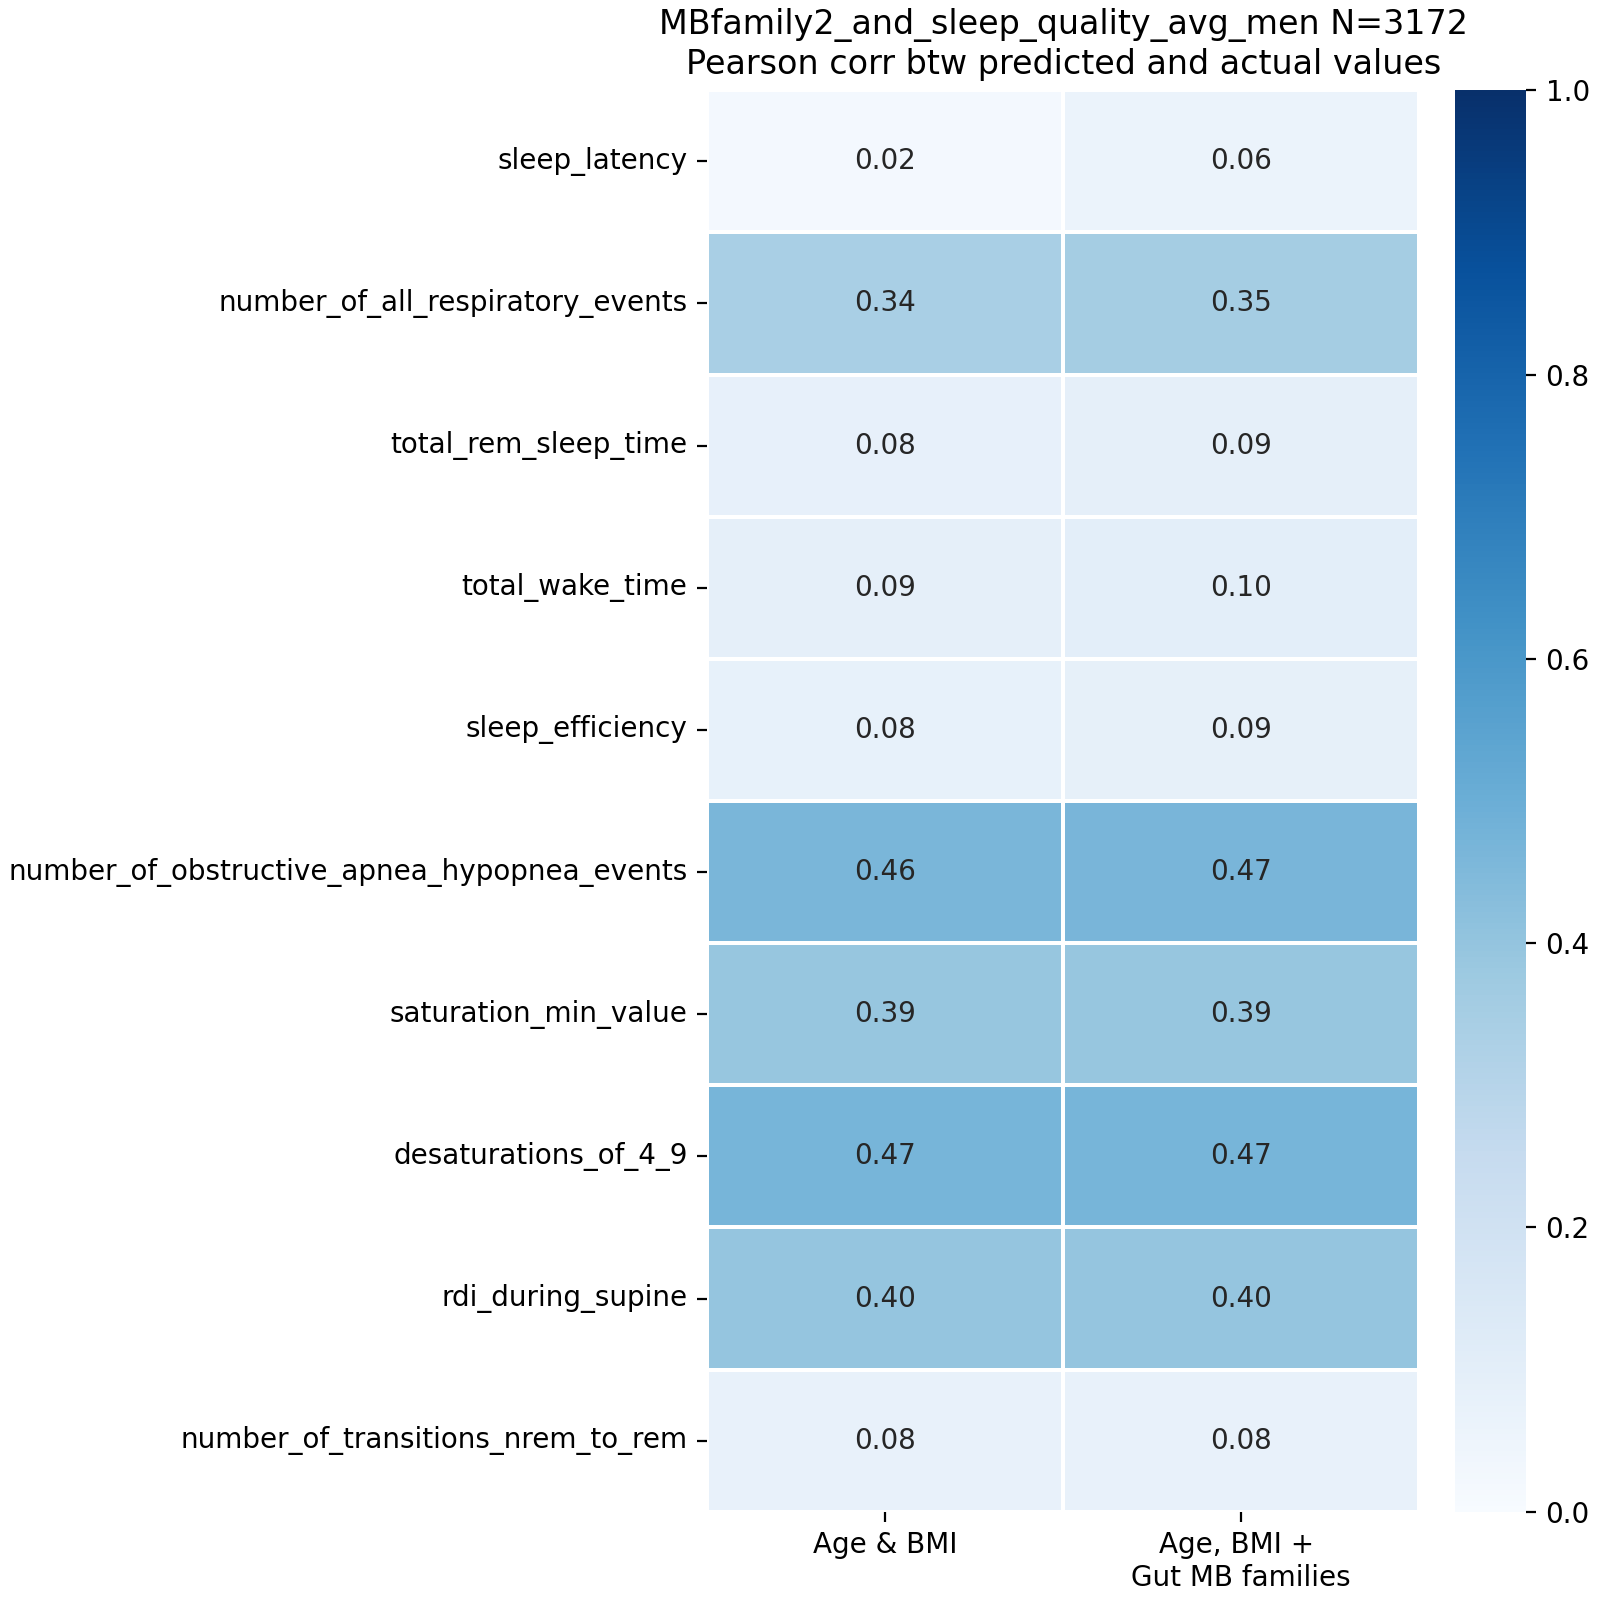 MBfamily2_and_sleep_quality_avg_men N=3172
Pearson corr btw predicted and actual values
sleep_latency 0.02 0.06
number_of_all_respiratory_events 0.34 0.35
total_rem_sleep_time 0.08 0.09
total_wake_time 0.09 0.10
sleep_efficiency 0.08 0.09
number_of_obstructive_apnea_hypopnea_events 0.46 0.47
saturation_min_value 0.39 0.39
desaturations_of_4_9 0.47 0.47
rdi_during_supine 0.40 0.40
number_of_transitions_nrem_to_rem 0.08 0.08
Age & BMI
Age, BMI +
Gut MB families
1.0
0.8
0.6
0.4
0.2
0.0